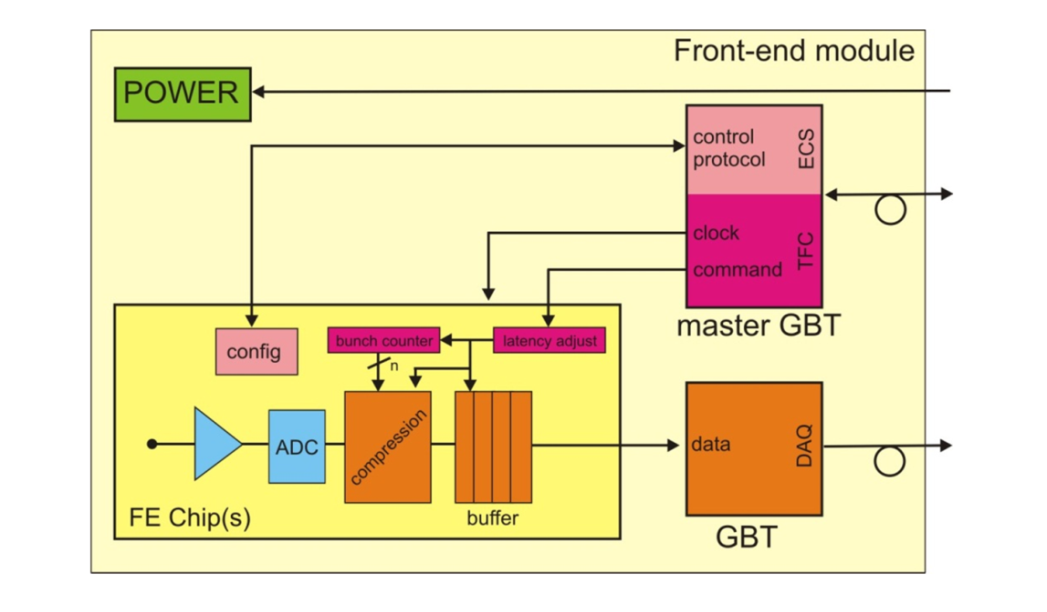 Front-end module
POWER
control
protocol
ECS
clock
command
TFC
master GBT
config
bunch counter
latency adjust
n
ADC
compression
buffer
FE Chip(s)
data
DAQ
GBT